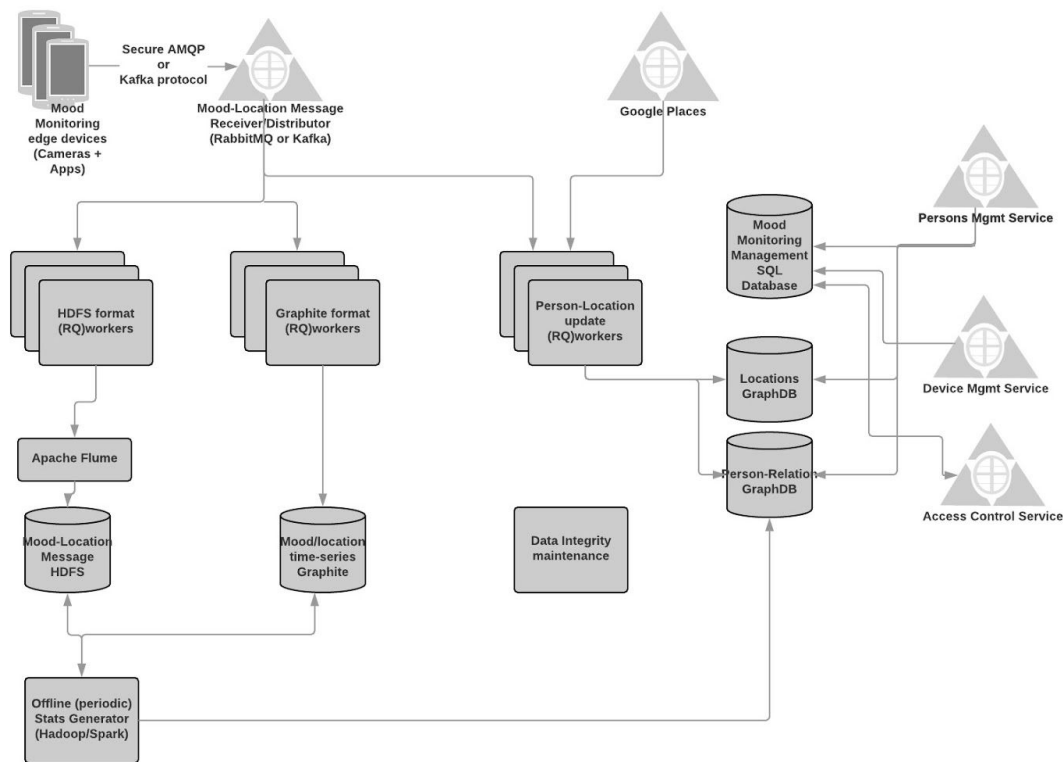 Secure AMQP
or
Kafka protocol
Mood
Monitoring
edge devices
(Cameras +
Apps)
Mood-Location Message
Receiver/Distributor
(RabbitMQ or Kafka)
Google Places
Persons Mgmt Service
Mood
Monitoring
Management
SQL
Database
HDFS format
(RQ)workers
Graphite format
(RQ)workers
Person-Location
update
(RQ)workers
Locations
GraphDB
Device Mgmt Service
Apache Flume
Person-Relation
GraphDB
Access Control Service
Mood-Location
Message
HDFS
Mood/location
time-series
Graphite
Data Integrity
maintenance
Offline (periodic)
Stats Generator
(Hadoop/Spark)